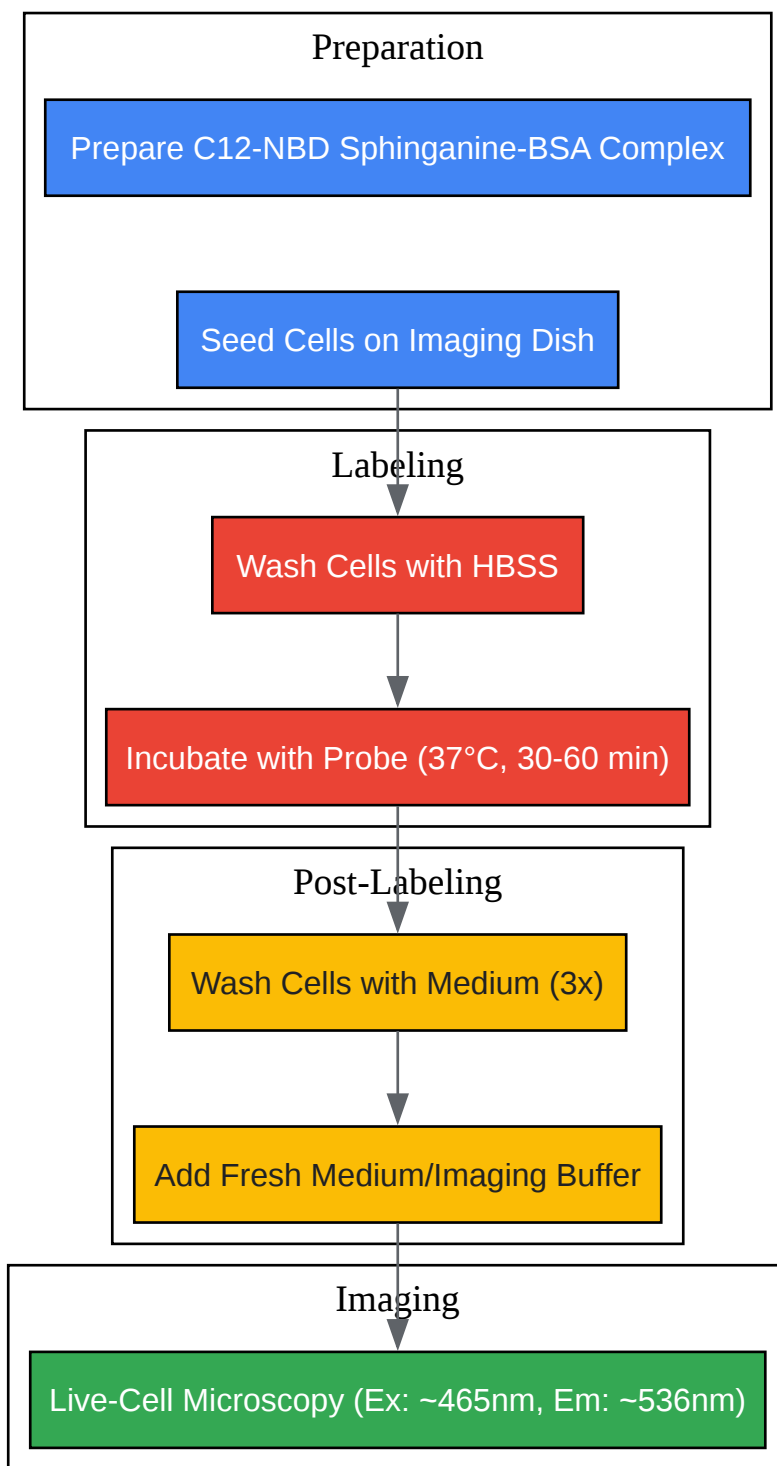 Preparation
Prepare C12-NBD Sphinganine-BSA Complex
Seed Cells on Imaging Dish
Labeling
Wash Cells with HBSS
Incubate with Probe (37°C, 30-60 min)
Post-Labeling
Wash Cells with Medium (3x)
Add Fresh Medium/Imaging Buffer
Imaging
Live-Cell Microscopy (Ex: ~465nm, Em: ~536nm)